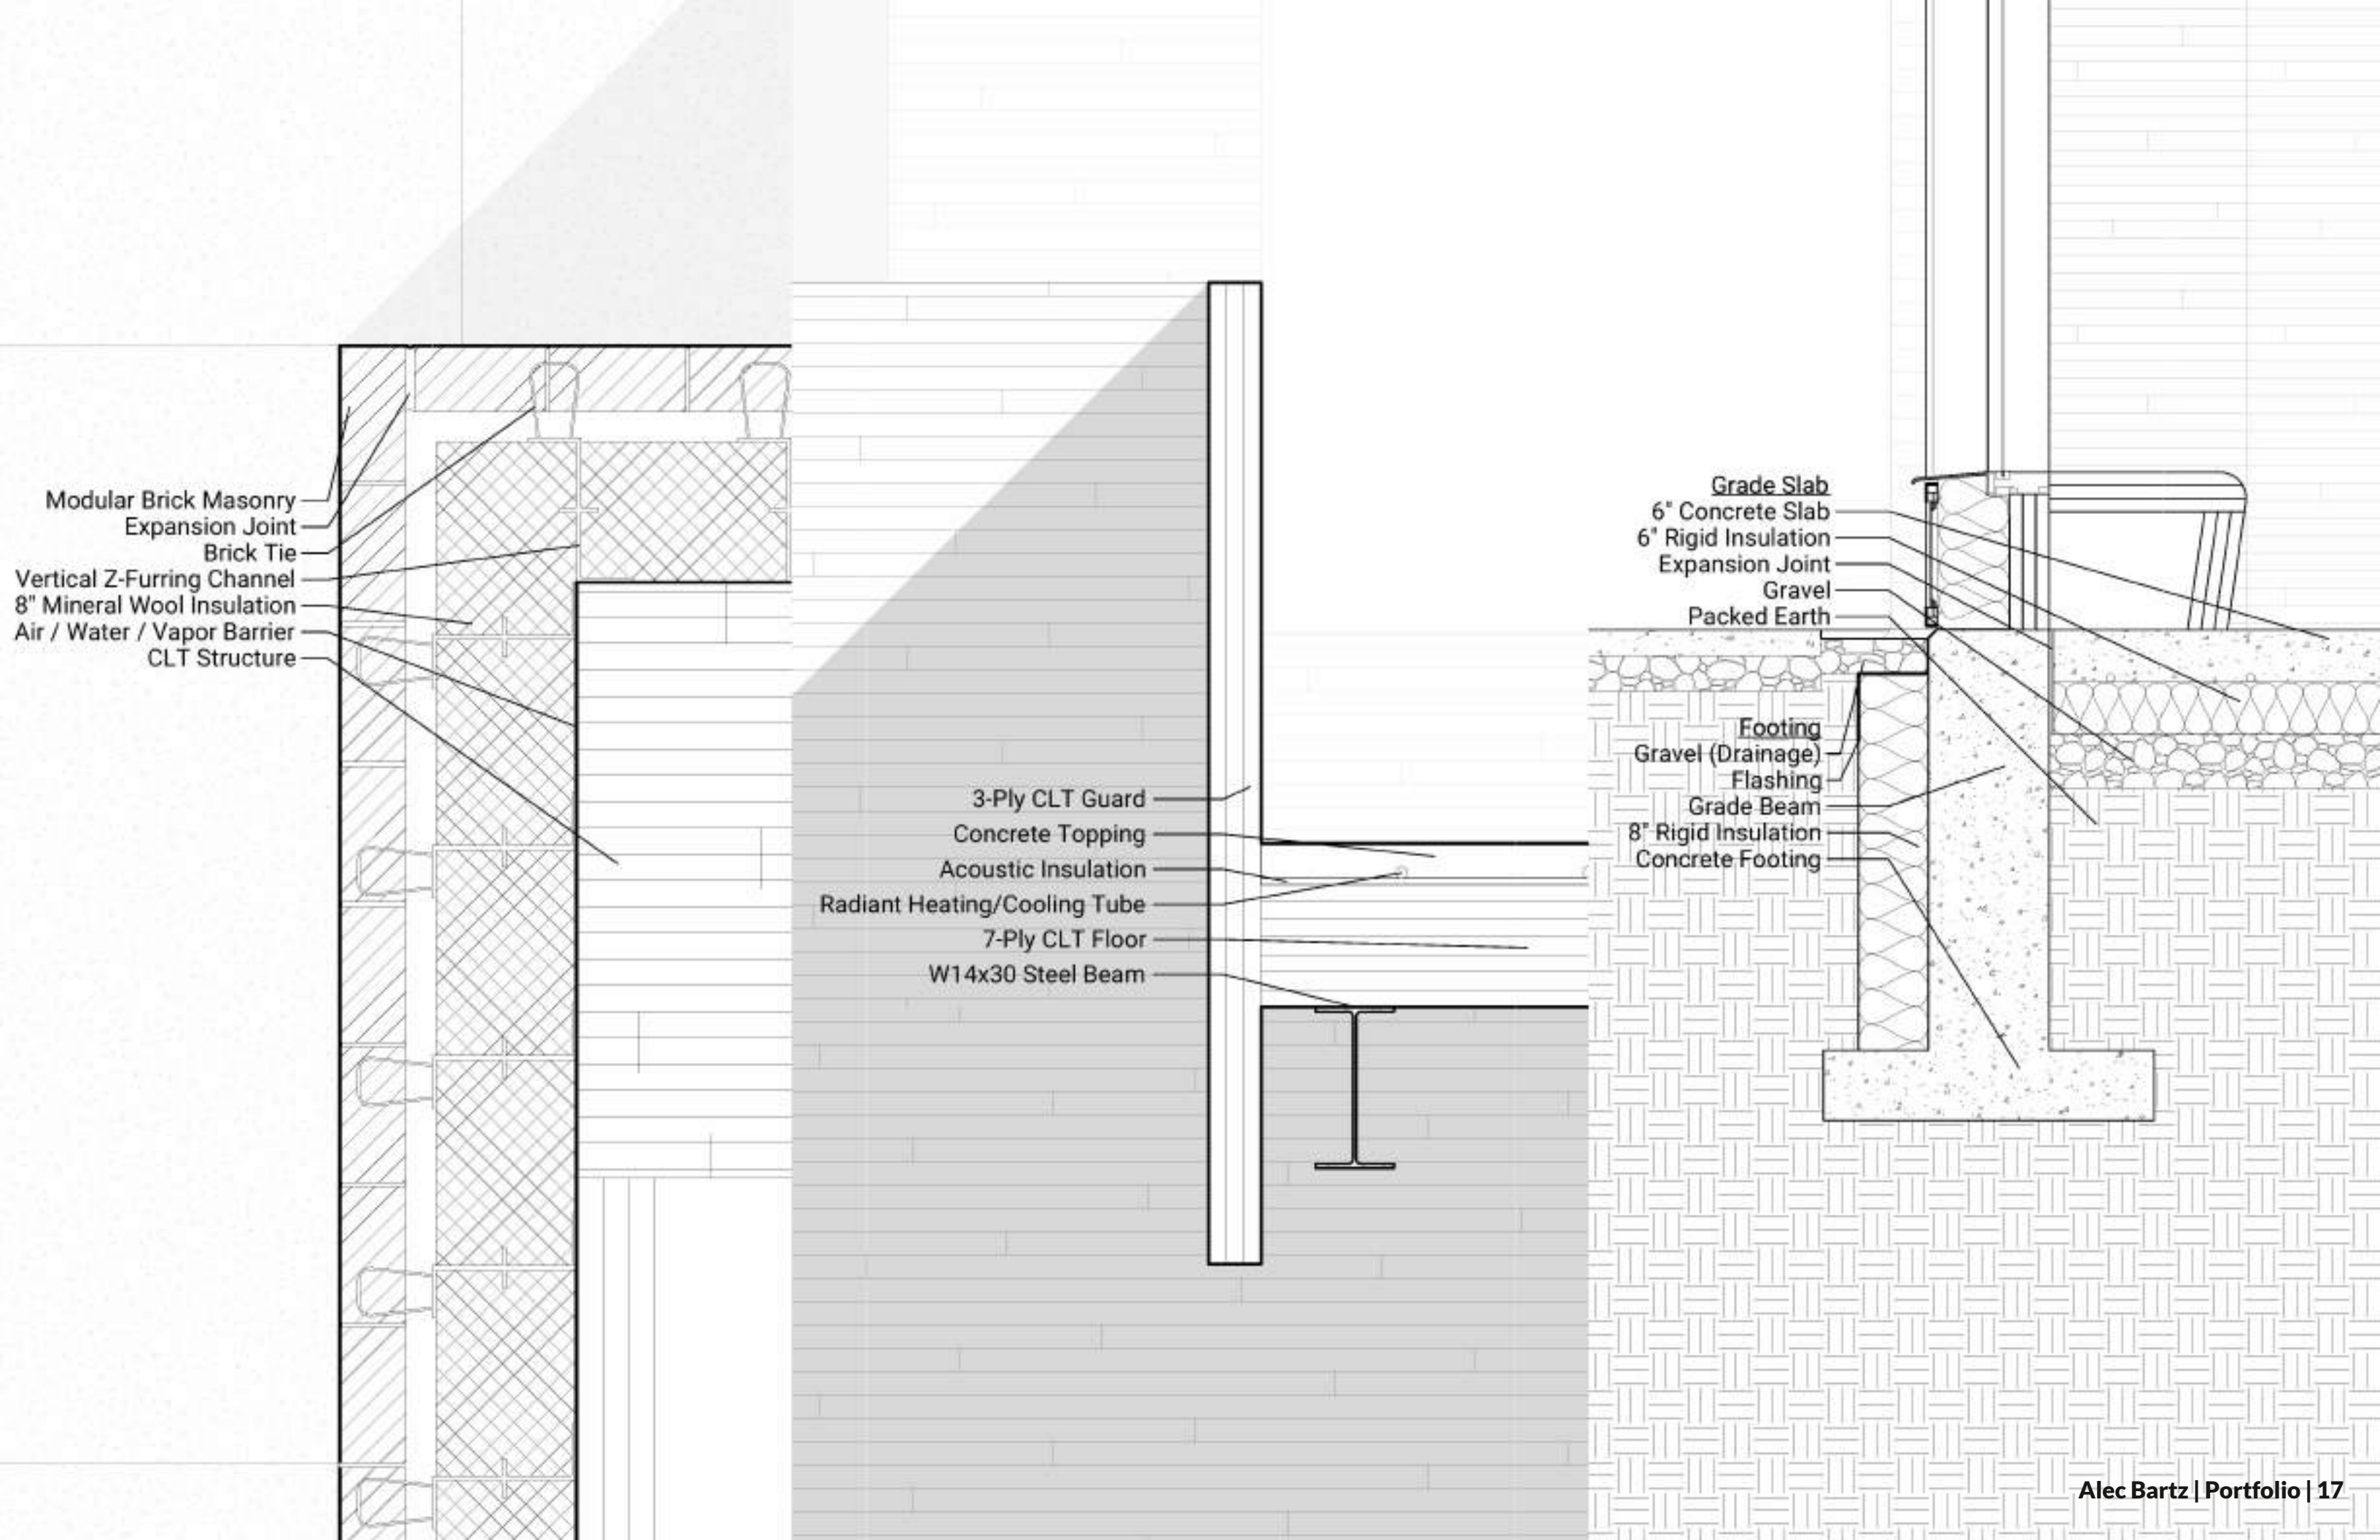 Modular Brick Masonry
Expansion Joint
Brick Tie
Vertical Z-Furring Channel
8" Mineral Wool Insulation
Air / Water / Vapor Barrier
CLT Structure
3-Ply CLT Guard
Concrete Topping
Acoustic Insulation
Radiant Heating/Cooling Tube
7-Ply CLT Floor
W14x30 Steel Beam
Grade Slab
6" Concrete Slab
6" Rigid Insulation
Expansion Joint
Gravel
Packed Earth
Footing
Gravel (Drainage)
Flashing
Grade Beam
8" Rigid Insulation
Concrete Footing
Alec Bartz | Portfolio | 17